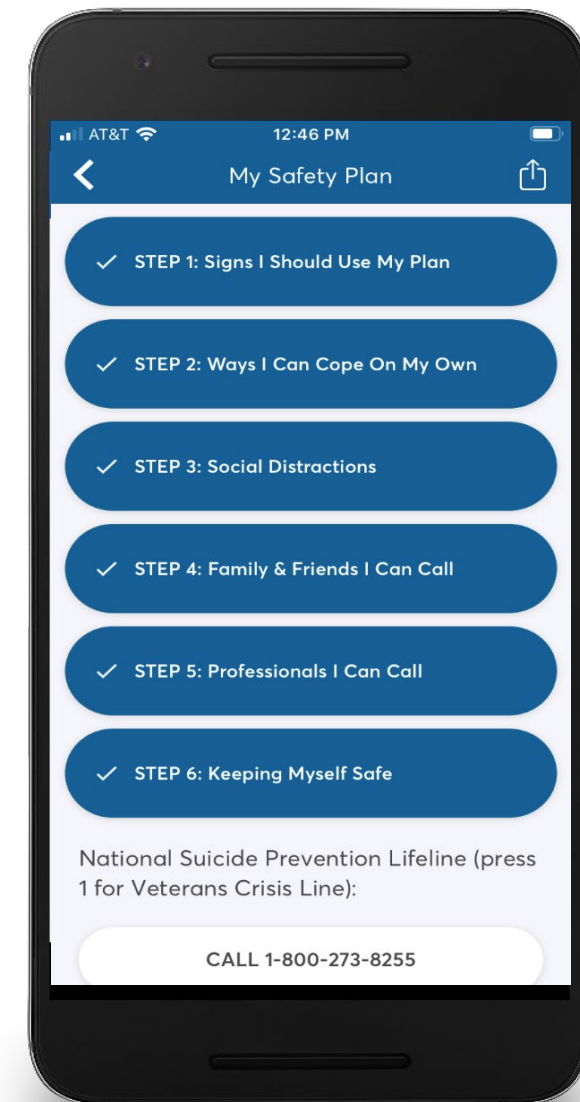 AT&T 12:46 PM
My Safety Plan
STEP 1: Signs I Should Use My Plan
STEP 2: Ways I Can Cope On My Own
STEP 3: Social Distractions
STEP 4: Family & Friends I Can Call
STEP 5: Professionals I Can Call
STEP 6: Keeping Myself Safe
National Suicide Prevention Lifeline (press
1 for Veterans Crisis Line):
CALL 1-800-273-8255